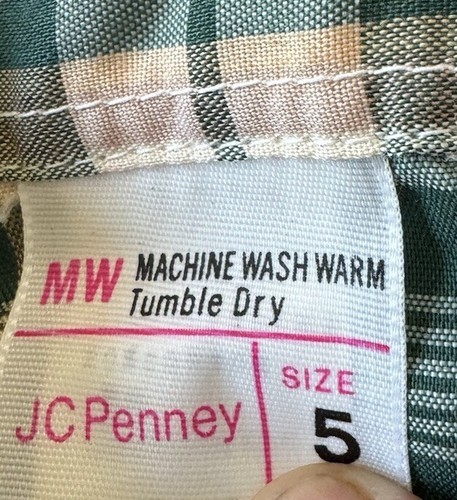 MW MACHINE WASH WARM
Tumble Dry
JCPenney
SIZE
5